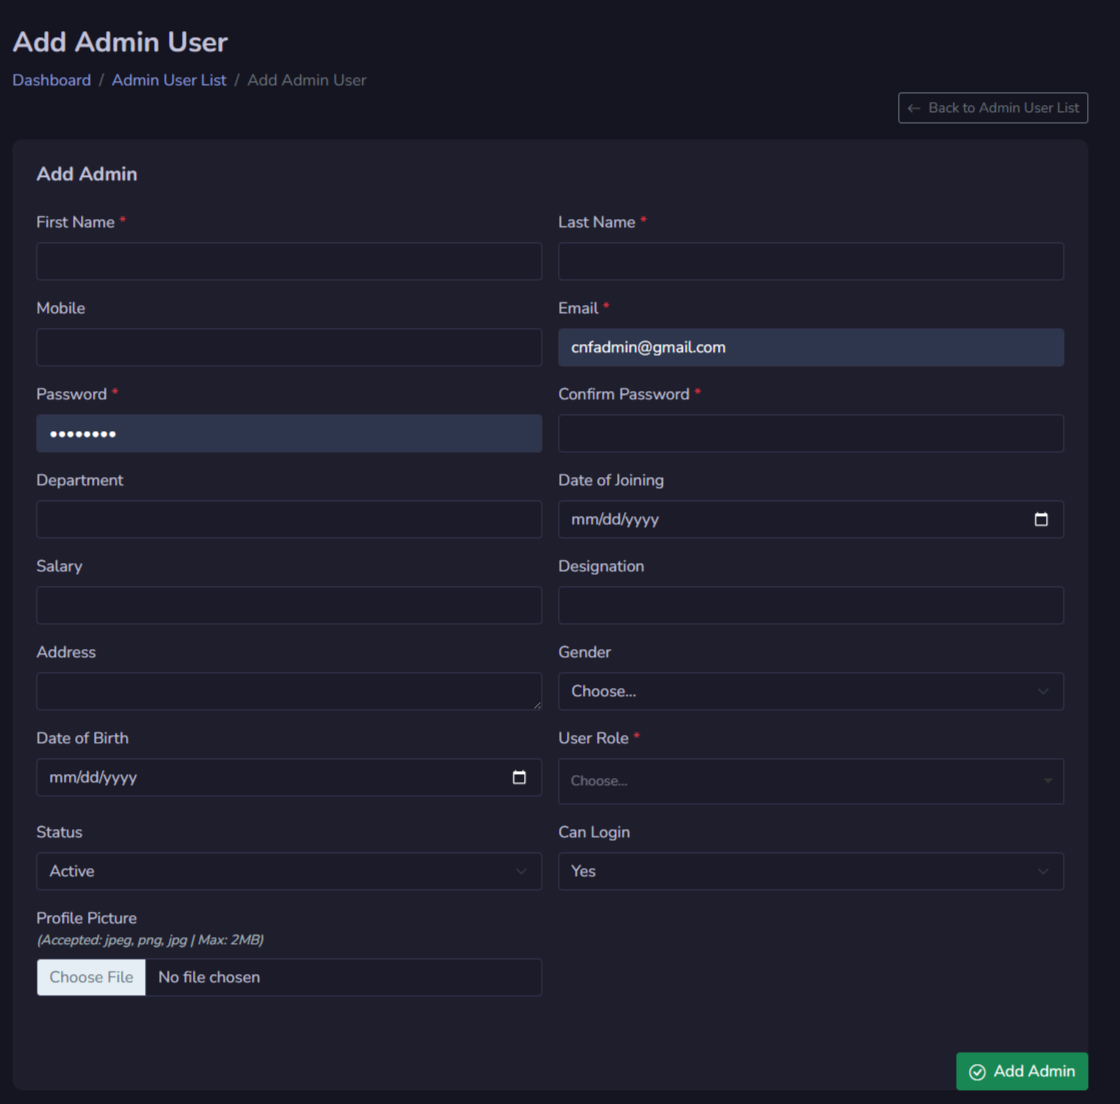 Add Admin User
Dashboard / Admin User List / Add Admin User
← Back to Admin User List
Add Admin
First Name *
Last Name *
Mobile
Email *
cnfadmin@gmail.com
Password *
Confirm Password *
••••••••
Department
Date of Joining
mm/dd/yyyy
Salary
Designation
Address
Gender
Choose...
Date of Birth
User Role *
mm/dd/yyyy
Choose...
Status
Can Login
Active
Yes
Profile Picture
(Accepted: jpeg, png, jpg | Max: 2MB)
Choose File No file chosen
Add Admin